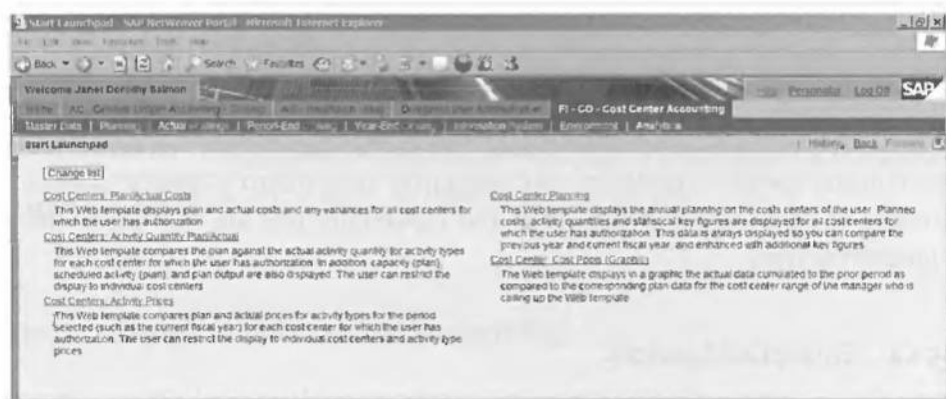 Start Launchpad - SAP NetWeaver Portal - Microsoft Internet Explorer
Back Search Favorites
Welcome Janet Dorothy Salmon
Help Personalize Log Off SAP
FI - CO - Cost Center Accounting
Master Data | Planning | Actual Postings | Period-End Closing | Year-End Closing | Information System | Environment | Analytics
Start Launchpad
History, Back Forward
Change list
Cost Centers: Plan/Actual Costs
This Web template displays plan and actual costs and any variances for all cost centers for
which the user has authorization.
Cost Centers: Activity Quantity Plan/Actual
This Web template compares the plan against the actual activity quantity for activity types
for each cost center for which the user has authorization. In addition, capacity (plan),
scheduled activity (plan), and plan output are also displayed. The user can restrict the
display to individual cost centers
Cost Centers: Activity Prices
This Web template compares plan and actual prices for activity types for the period
selected (such as the current fiscal year) for each cost center for which the user has
authorization. The user can restrict the display to individual cost centers and activity type
prices
Cost Center Planning
This Web template displays the annual planning on the costs centers of the user. Planned
costs, activity quantities and statistical key figures are displayed for all cost centers for
which the user has authorization. This data is always displayed so you can compare the
previous year and current fiscal year, and enhanced with additional key figures.
Cost Center: Cost Pools (Graphic)
The Web template displays in a graphic the actual data cumulated to the prior period as
compared to the corresponding plan data for the cost center range of the manager who is
calling up the Web template